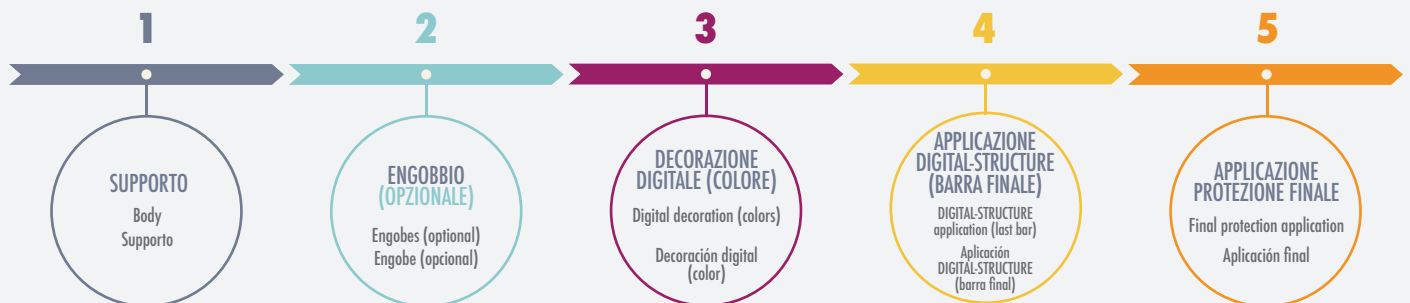 1
2
3
4
5
SUPPORTO
Body
Supporto
ENGOBBIO
(OPZIONALE)
Engobes (optional)
Engobe (opcional)
DECORAZIONE
DIGITALE (COLORE)
Digital decoration (colors)
Decoración digital
(color)
APPLICAZIONE
DIGITAL-STRUCTURE
(BARRA FINALE)
DIGITAL-STRUCTURE
application (last bar)
Aplicación
DIGITAL-STRUCTURE
(barra final)
APPLICAZIONE
PROTEZIONE FINALE
Final protection application
Aplicación final